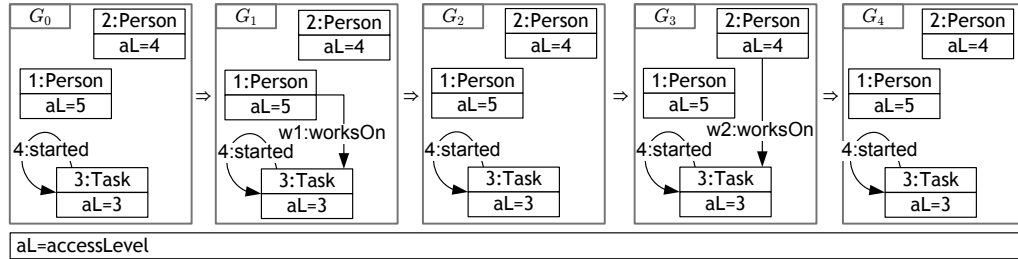 G0
2:Person
aL=4
1:Person
aL=5
4:started
3:Task
aL=3
⇒
G1
2:Person
aL=4
1:Person
aL=5
w1:worksOn
4:started
3:Task
aL=3
⇒
G2
2:Person
aL=4
1:Person
aL=5
4:started
3:Task
aL=3
⇒
G3
2:Person
aL=4
1:Person
aL=5
w2:worksOn
4:started
3:Task
aL=3
⇒
G4
2:Person
aL=4
1:Person
aL=5
4:started
3:Task
aL=3
aL=accessLevel